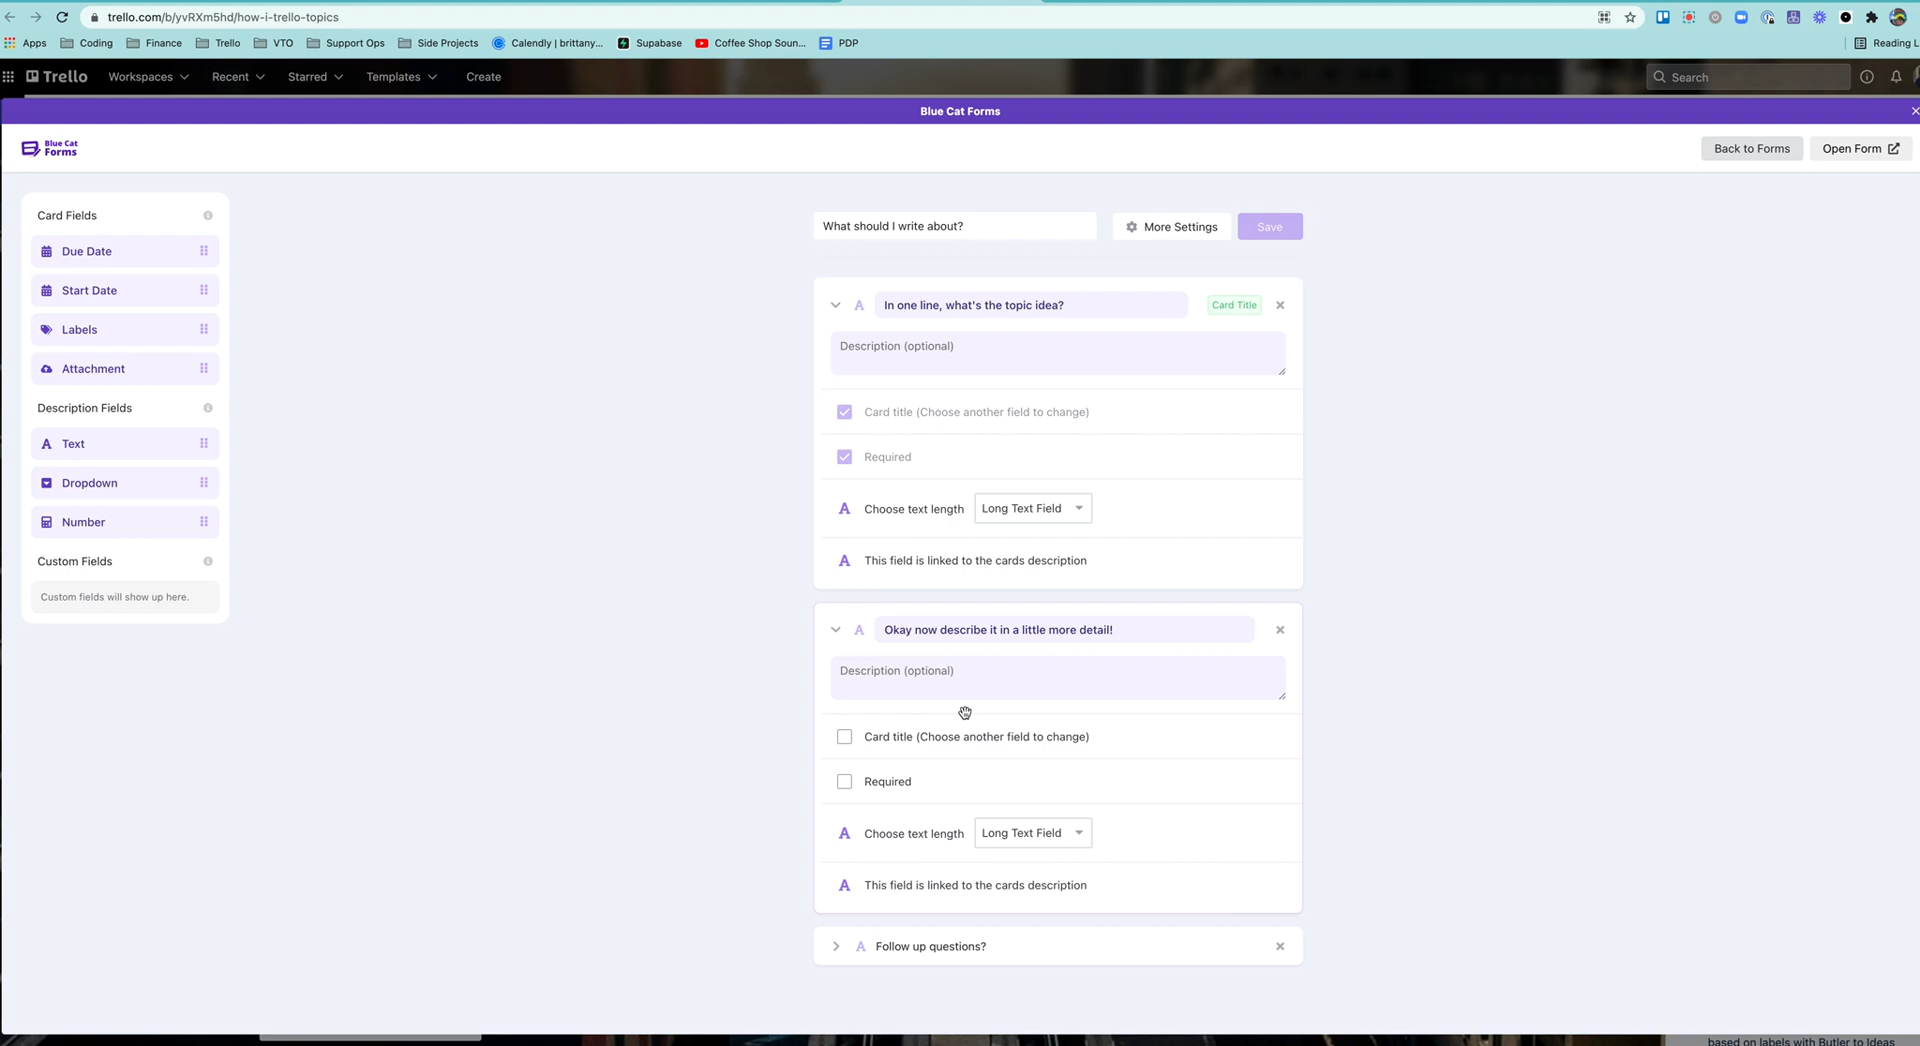 trello.com/b/yvRXm5hd/how-i-trello-topics
Apps Coding Finance Trello VTO Support Ops Side Projects Calendly | brittany... Supabase Coffee Shop Soun... PDP Reading L
Trello Workspaces Recent Starred Templates Create Search
Blue Cat Forms
Blue Cat
Forms
Back to Forms Open Form
Card Fields
Due Date
Start Date
Labels
Attachment
Description Fields
A Text
Dropdown
Number
Custom Fields
Custom fields will show up here.
What should I write about? More Settings Save
A In one line, what's the topic idea? Card Title
Description (optional)
Card title (Choose another field to change)
Required
A Choose text length Long Text Field
A This field is linked to the cards description
A Okay now describe it in a little more detail!
Description (optional)
Card title (Choose another field to change)
Required
A Choose text length Long Text Field
A This field is linked to the cards description
A Follow up questions?
based on labels with Butler to Ideas